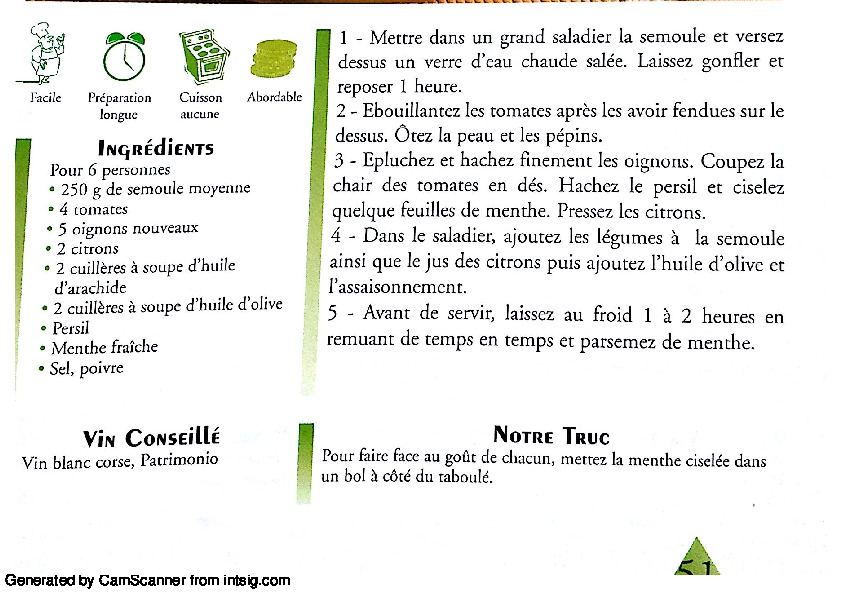 Facile
Préparation
longue
Cuisson
aucune
Abordable
INGRÉDIENTS
Pour 6 personnes
• 250 g de semoule moyenne
• 4 tomates
• 5 oignons nouveaux
• 2 citrons
• 2 cuillères à soupe d'huile
d'arachide
• 2 cuillères à soupe d'huile d'olive
• Persil
• Menthe fraîche
• Sel, poivre
1 - Mettre dans un grand saladier la semoule et versez
dessus un verre d'eau chaude salée. Laissez gonfler et
reposer 1 heure.
2 - Ebouillantez les tomates après les avoir fendues sur le
dessus. Ôtez la peau et les pépins.
3 - Epluchez et hachez finement les oignons. Coupez la
chair des tomates en dés. Hachez le persil et ciselez
quelque feuilles de menthe. Pressez les citrons.
4 - Dans le saladier, ajoutez les légumes à la semoule
ainsi que le jus des citrons puis ajoutez l'huile d'olive et
l'assaisonnement.
5 - Avant de servir, laissez au froid 1 à 2 heures en
remuant de temps en temps et parsemez de menthe.
VIN CONSEILLÉ
Vin blanc corse, Patrimonio
NOTRE TRUC
Pour faire face au goût de chacun, mettez la menthe ciselée dans
un bol à côté du taboulé.
51
Generated by CamScanner from intsig.com